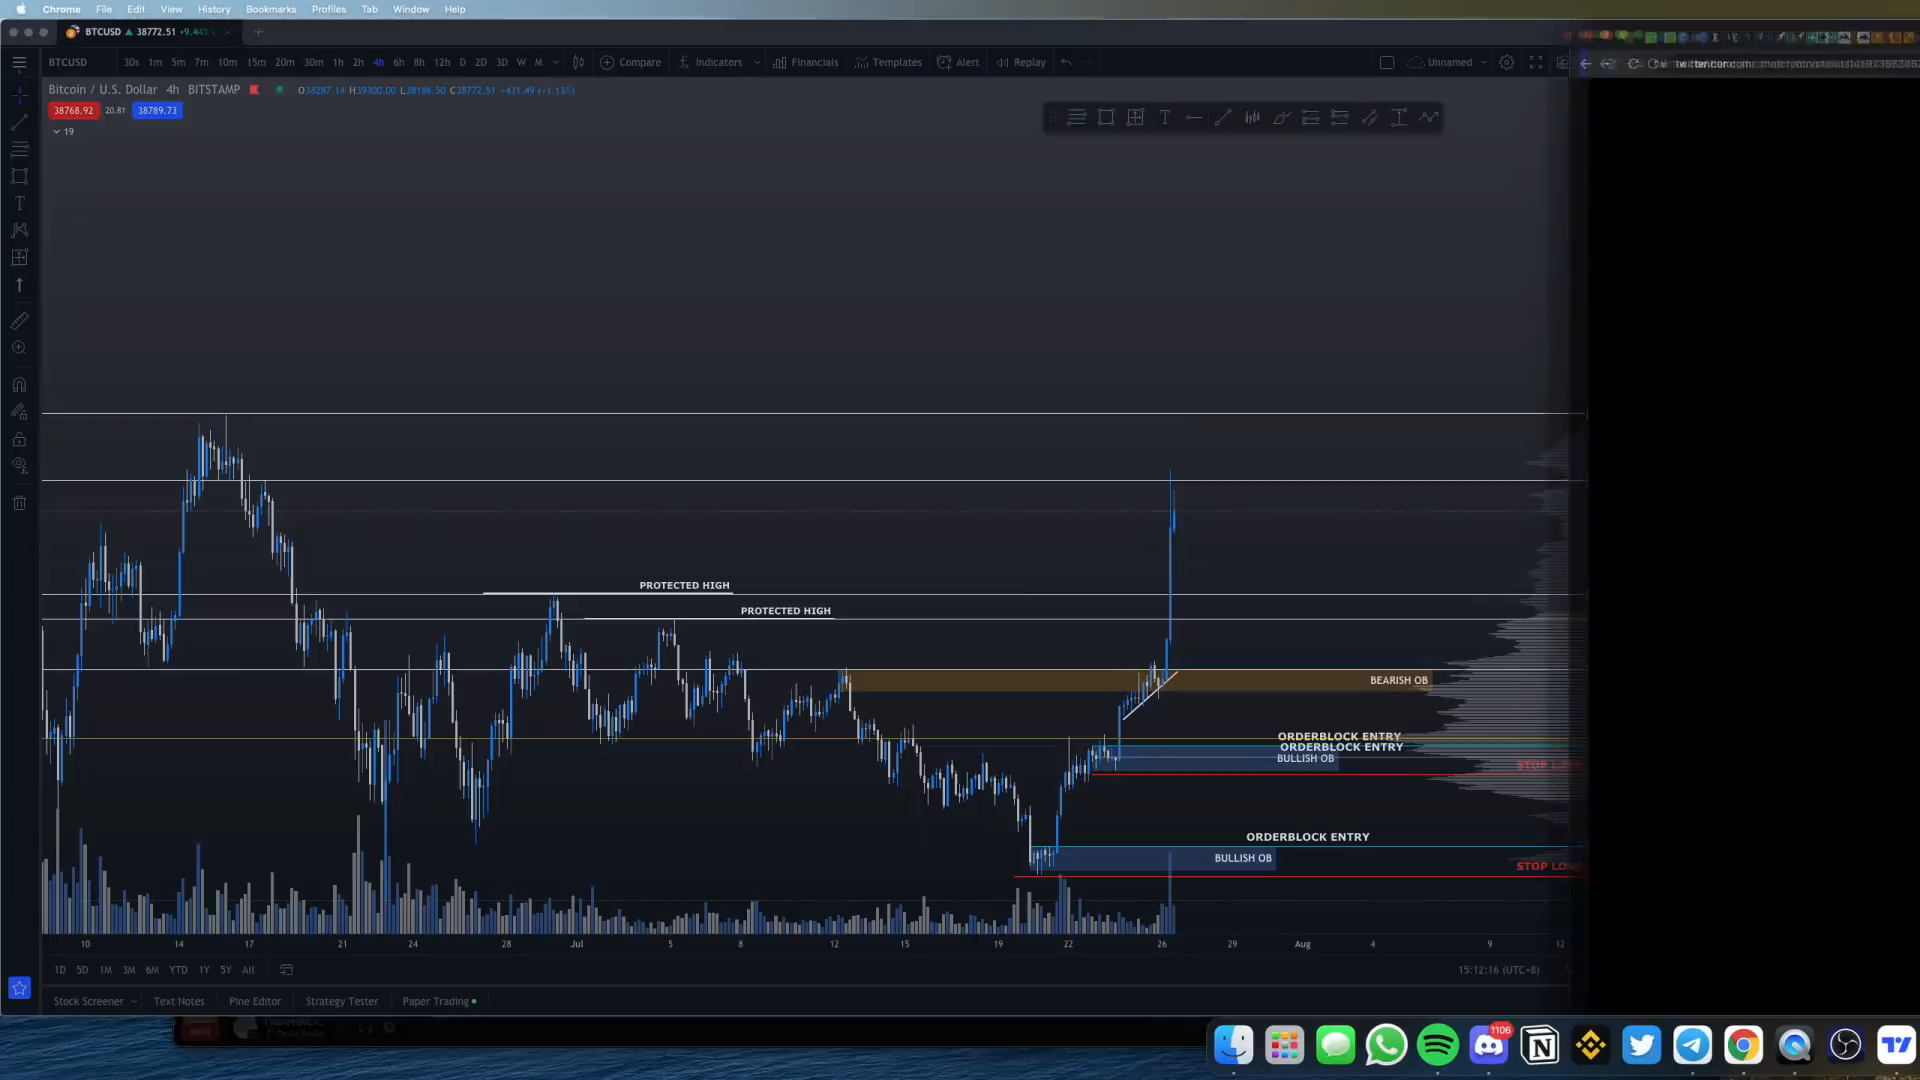 Chrome File Edit View History Bookmarks Profiles Tab Window Help
BTCUSD ▲ 38772.51 +9.44%
BTCUSD 30s 1m 5m 7m 10m 15m 20m 30m 1h 2h 4h 6h 8h 12h D 2D 3D W M Compare Indicators Financials Templates Alert Replay Unnamed
Bitcoin / U.S. Dollar 4h BITSTAMP O38287.14 H39300.00 L38186.50 C38772.51 +431.49 (+1.13%)
38768.92 20.81 38789.73
19
PROTECTED HIGH
PROTECTED HIGH
BEARISH OB
ORDERBLOCK ENTRY
ORDERBLOCK ENTRY
BULLISH OB
ORDERBLOCK ENTRY
BULLISH OB
STOP
10 14 17 21 24 28 Jul 5 8 12 15 19 22 26 29 Aug 4 9 12
1D 5D 1M 3M 6M YTD 1Y 5Y All
15:12:16 (UTC+8)
Stock Screener Text Notes Pine Editor Strategy Tester Paper Trading
1106